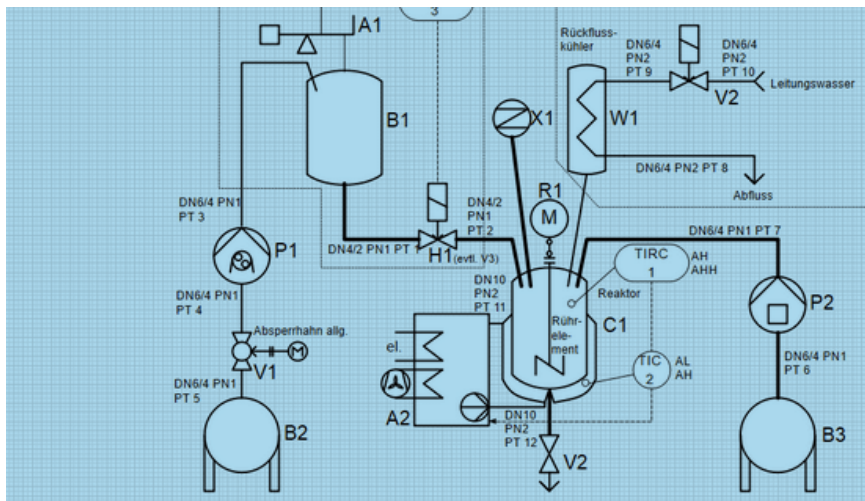 3
A1
Rückfluss-
kühler
DN6/4
PN2
PT 9
DN6/4
PN2
PT 10
Leitungswasser
V2
B1
X1
W1
DN6/4 PN2 PT 8
Abfluss
DN6/4 PN1
PT 3
R1
M
DN4/2
PN1
PT 2
DN4/2 PN1 PT 1
H1 (evtl. V3)
DN6/4 PN1 PT 7
P1
TIRC
1
AH
AHH
DN10
PN2
PT 11
Reaktor
P2
DN6/4 PN1
PT 4
C1
Rühr-
ele-
ment
Absperrhahn allg.
M
V1
el.
TIC
2
AL
AH
DN6/4 PN1
PT 6
DN6/4 PN1
PT 5
A2
DN10
PN2
PT 12
B2
V2
B3